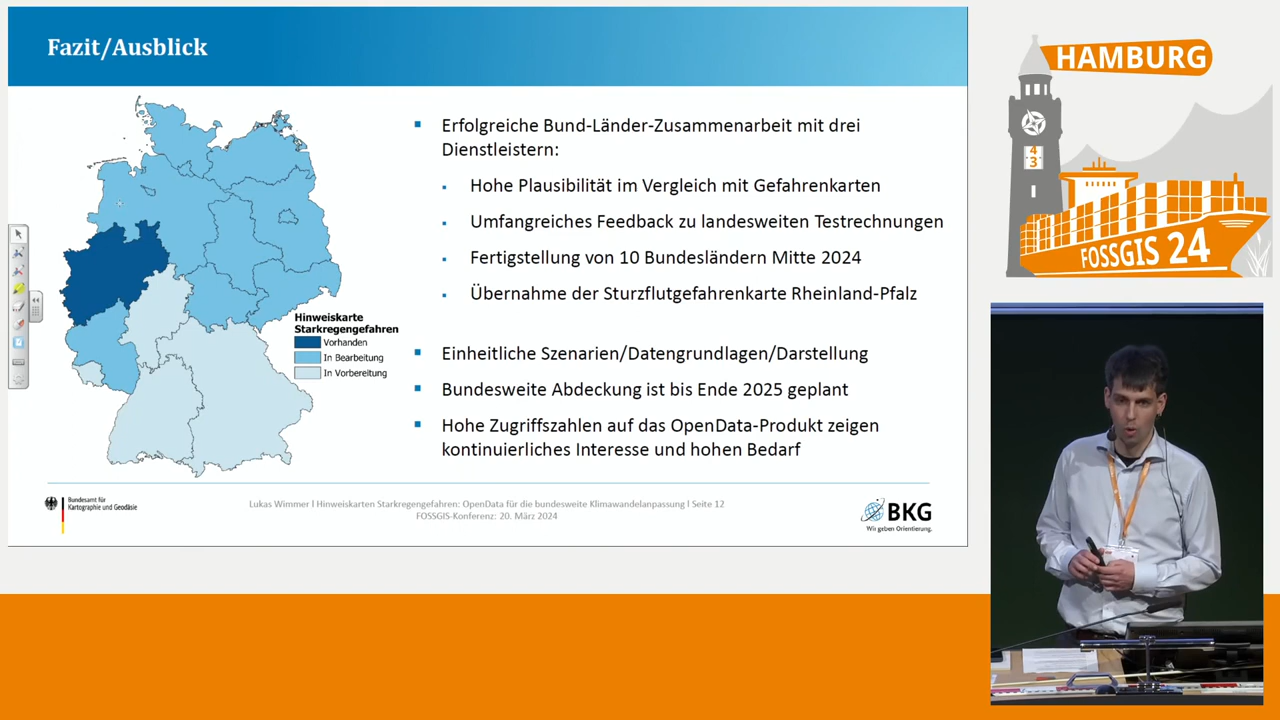 Fazit/Ausblick
Hinweiskarte
Starkregengefahren
Vorhanden
In Bearbeitung
In Vorbereitung
Erfolgreiche Bund-Länder-Zusammenarbeit mit drei
Dienstleistern:
Hohe Plausibilität im Vergleich mit Gefahrenkarten
Umfangreiches Feedback zu landesweiten Testrechnungen
Fertigstellung von 10 Bundesländern Mitte 2024
Übernahme der Sturzflutgefahrenkarte Rheinland-Pfalz
Einheitliche Szenarien/Datengrundlagen/Darstellung
Bundesweite Abdeckung ist bis Ende 2025 geplant
Hohe Zugriffszahlen auf das OpenData-Produkt zeigen
kontinuierliches Interesse und hohen Bedarf
Bundesamt für
Kartographie und Geodäsie
Lukas Wimmer I Hinweiskarten Starkregengefahren: OpenData für die bundesweite Klimawandelanpassung I Seite 12
FOSSGIS-Konferenz: 20. März 2024
BKG
Wir geben Orientierung.
HAMBURG
4
3
FOSSGIS 24